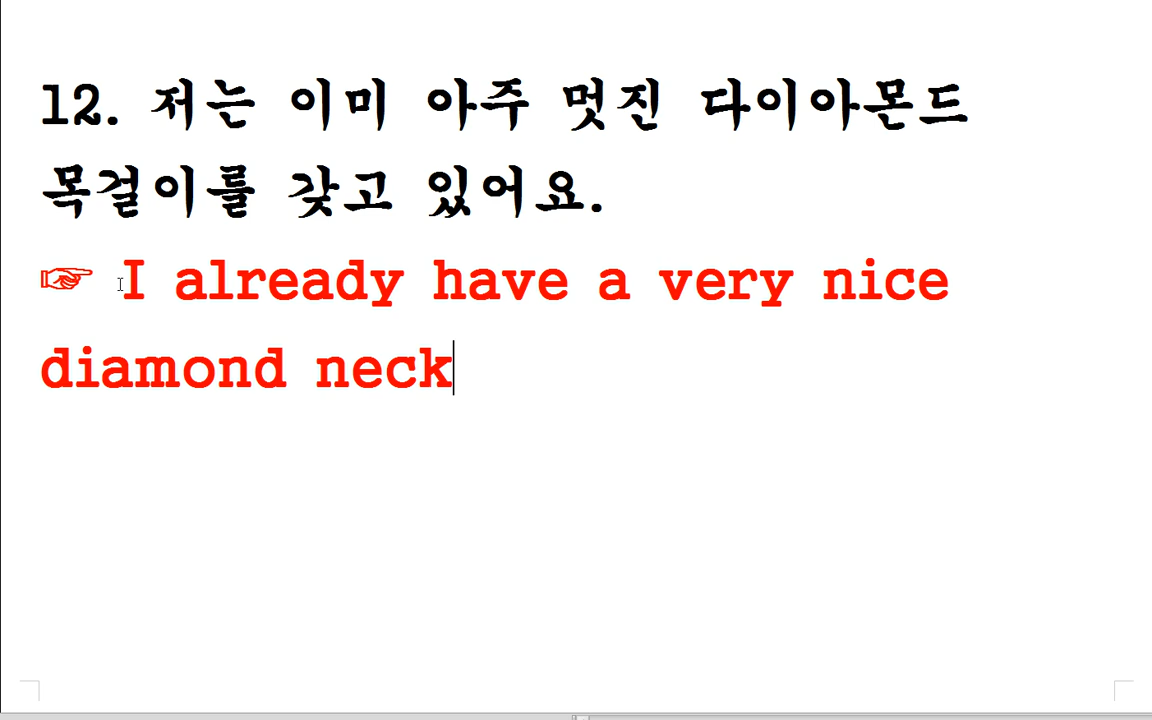 12. 저는 이미 아주 멋진 다이아몬드
목걸이를 갖고 있어요.
☞ I already have a very nice
diamond neck